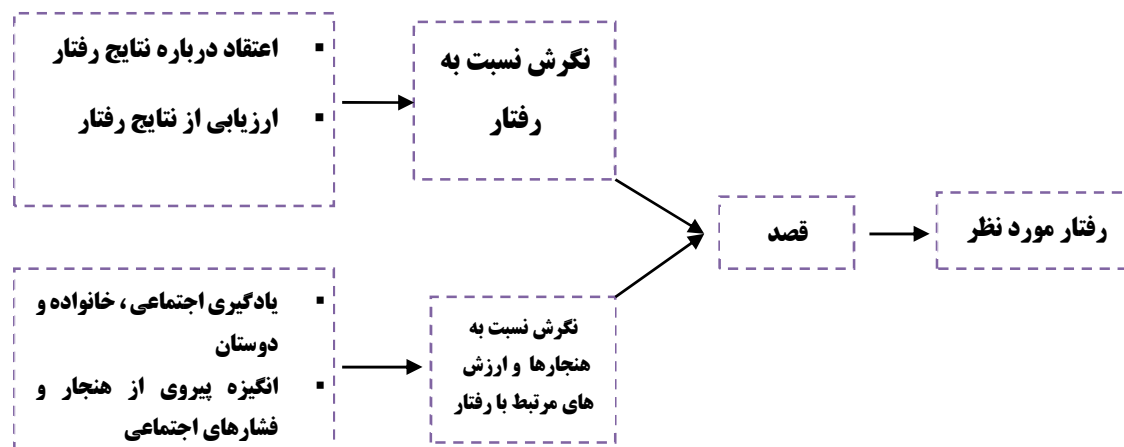 ▪ اعتقاد درباره نتایج رفتار
▪ ارزیابی از نتایج رفتار
نگرش نسبت به
رفتار
▪ یادگیری اجتماعی ، خانواده و
دوستان
▪ انگیزه پیروی از هنجار و
فشارهای اجتماعی
نگرش نسبت به
هنجارها و ارزش
های مرتبط با رفتار
قصد
رفتار مورد نظر